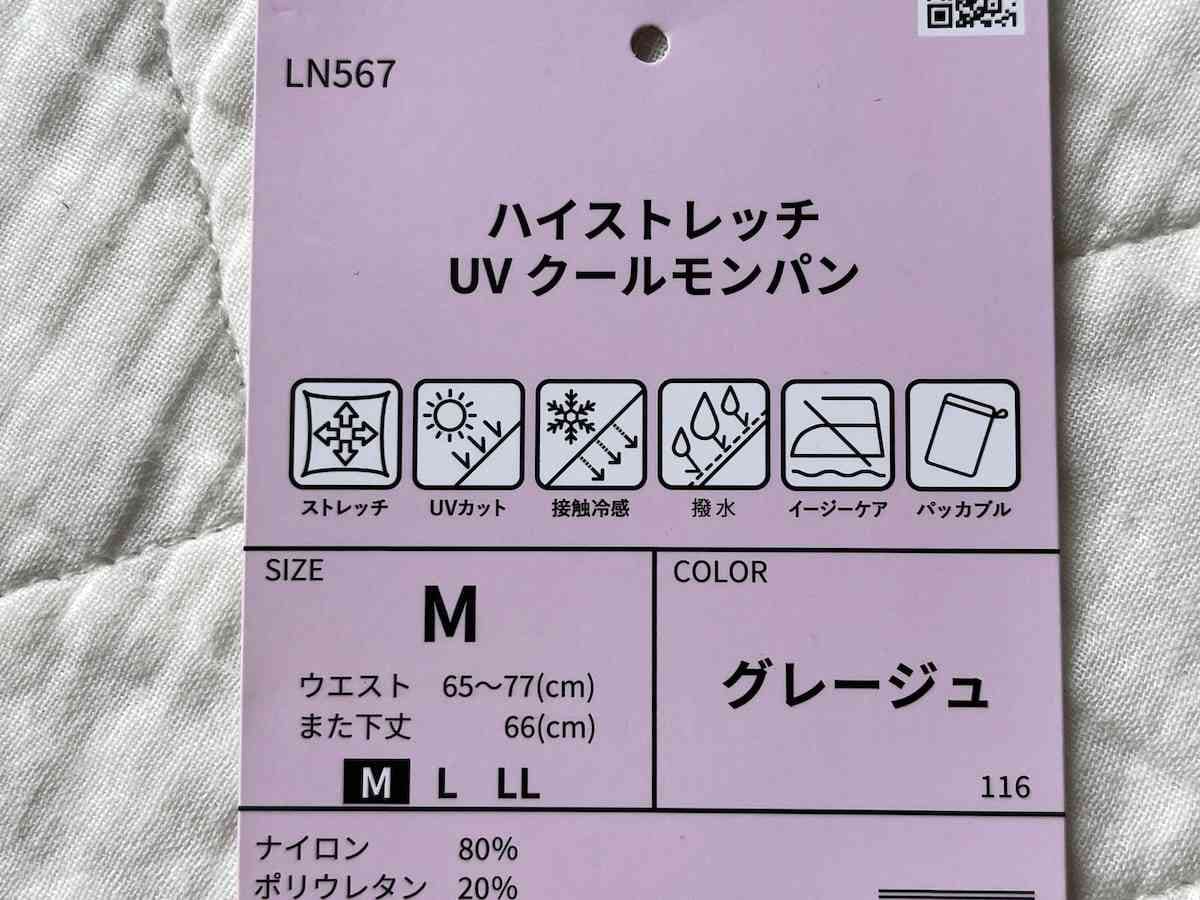 LN567
ハイストレッチ
UV クールモンパン
ストレッチ UVカット 接触冷感 撥水 イージーケア パッカブル
SIZE
M
ウエスト 65〜77(cm)
また下丈 66(cm)
M L LL
COLOR
グレージュ
116
ナイロン 80%
ポリウレタン 20%